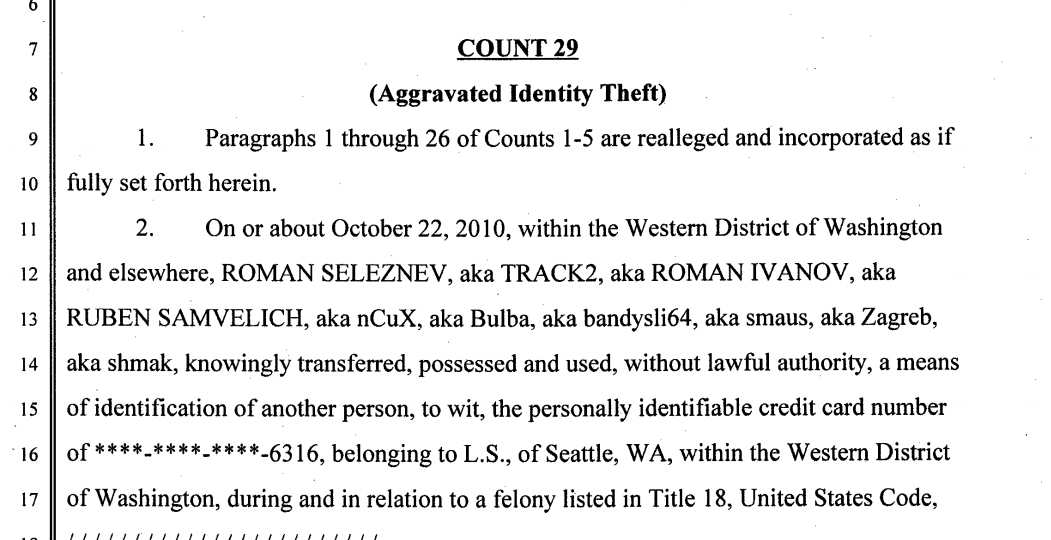 6
7 COUNT 29
8 (Aggravated Identity Theft)
9 1. Paragraphs 1 through 26 of Counts 1-5 are realleged and incorporated as if
10 fully set forth herein.
11 2. On or about October 22, 2010, within the Western District of Washington
12 and elsewhere, ROMAN SELEZNEV, aka TRACK2, aka ROMAN IVANOV, aka
13 RUBEN SAMVELICH, aka nCuX, aka Bulba, aka bandysli64, aka smaus, aka Zagreb,
14 aka shmak, knowingly transferred, possessed and used, without lawful authority, a means
15 of identification of another person, to wit, the personally identifiable credit card number
16 of ****-****-****-6316, belonging to L.S., of Seattle, WA, within the Western District
17 of Washington, during and in relation to a felony listed in Title 18, United States Code,